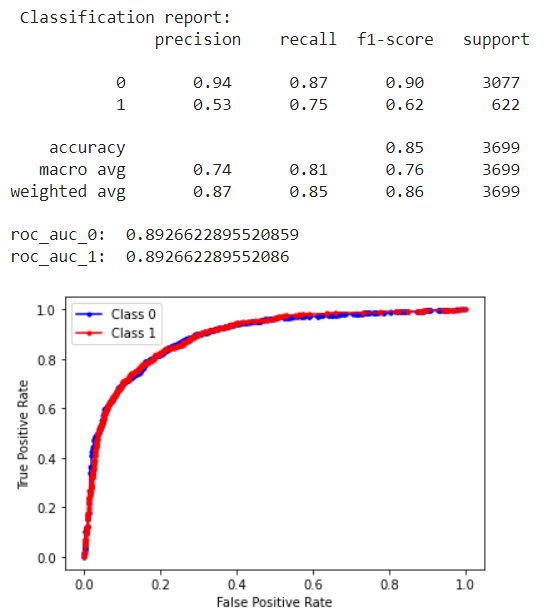 Classification report:
precision recall f1-score support
0 0.94 0.87 0.90 3077
1 0.53 0.75 0.62 622
accuracy 0.85 3699
macro avg 0.74 0.81 0.76 3699
weighted avg 0.87 0.85 0.86 3699
roc_auc_0: 0.8926622895520859
roc_auc_1: 0.892662289552086
Class 0
Class 1
True Positive Rate
1.0
0.8
0.6
0.4
0.2
0.0
0.0 0.2 0.4 0.6 0.8 1.0
False Positive Rate